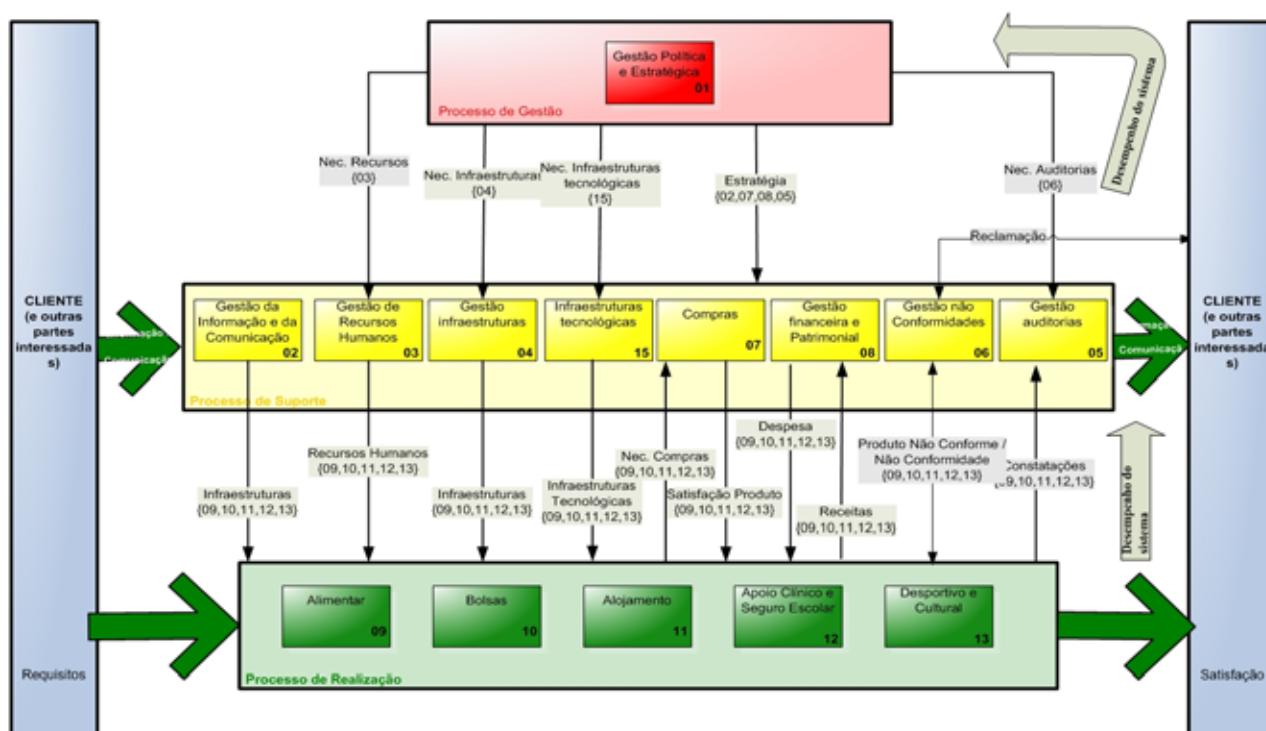 Gestão Política
e Estratégica
01
Processo de Gestão
Desempenho do sistema
Nec. Recursos
{03}
Nec. Infraestruturas
{04}
Nec. Infraestruturas
tecnológicas
{15}
Estratégia
{02,07,08,05}
Nec. Auditorias
{06}
Reclamação
CLIENTE
(e outras
partes
interessada
s)
Comunicação
Gestão da
Informação e da
Comunicação
02
Gestão de
Recursos
Humanos
03
Gestão
infraestruturas
04
Infraestruturas
tecnológicas
15
Compras
07
Gestão
financeira e
Patrimonial
08
Gestão não
Conformidades
06
Gestão
auditorias
05
Processo de Suporte
Comunicaçã
CLIENTE
(e outras
partes
interessada
s)
Infraestruturas
{09,10,11,12,13}
Recursos Humanos
{09,10,11,12,13}
Infraestruturas
{09,10,11,12,13}
Infraestruturas
Tecnológicas
{09,10,11,12,13}
Nec. Compras
{09,10,11,12,13}
Satisfação Produto
{09,10,11,12,13}
Despesa
{09,10,11,12,13}
Receitas
{09,10,11,12,13}
Produto Não Conforme /
Não Conformidade
{09,10,11,12,13}
Constatações
{09,10,11,12,13}
Desempenho do
sistema
Alimentar
09
Bolsas
10
Alojamento
11
Apoio Clínico e
Seguro Escolar
12
Desportivo e
Cultural
13
Processo de Realização
Requisitos
Satisfação